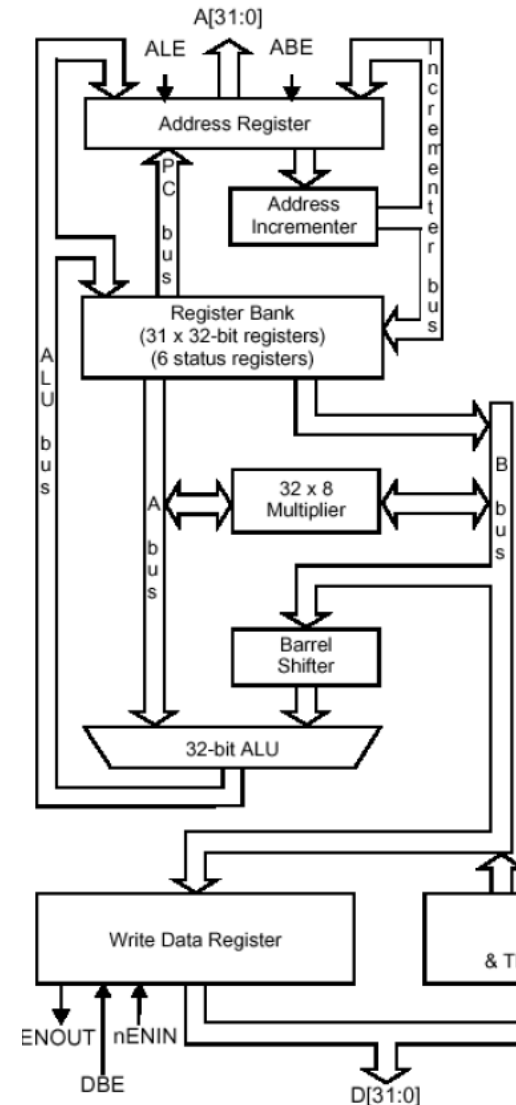 A[31:0]
ALE
ABE
Address Register
Incrementer bus
PC bus
Address
Incrementer
Register Bank
(31 x 32-bit registers)
(6 status registers)
ALU bus
A bus
32 x 8
Multiplier
B bus
Barrel
Shifter
32-bit ALU
Write Data Register
& T
ENOUT
nENIN
DBE
D[31:0]